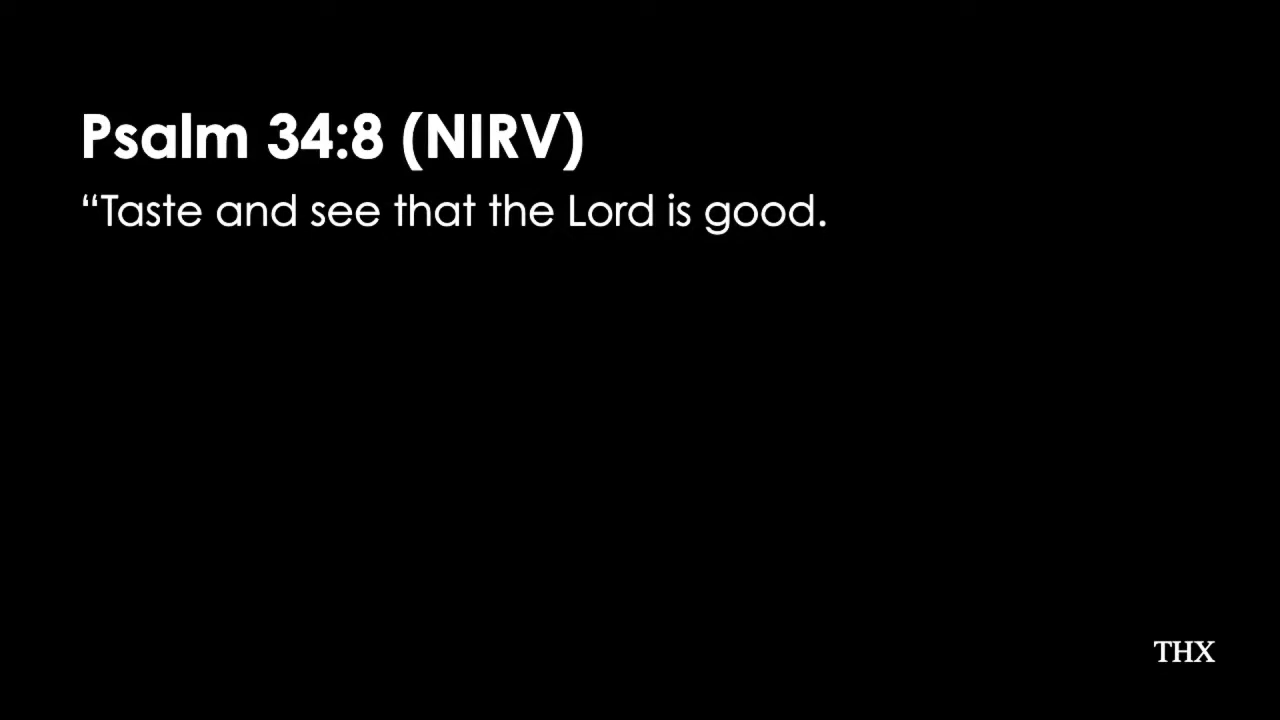 Psalm 34:8 (NIRV)
“Taste and see that the Lord is good.
THX